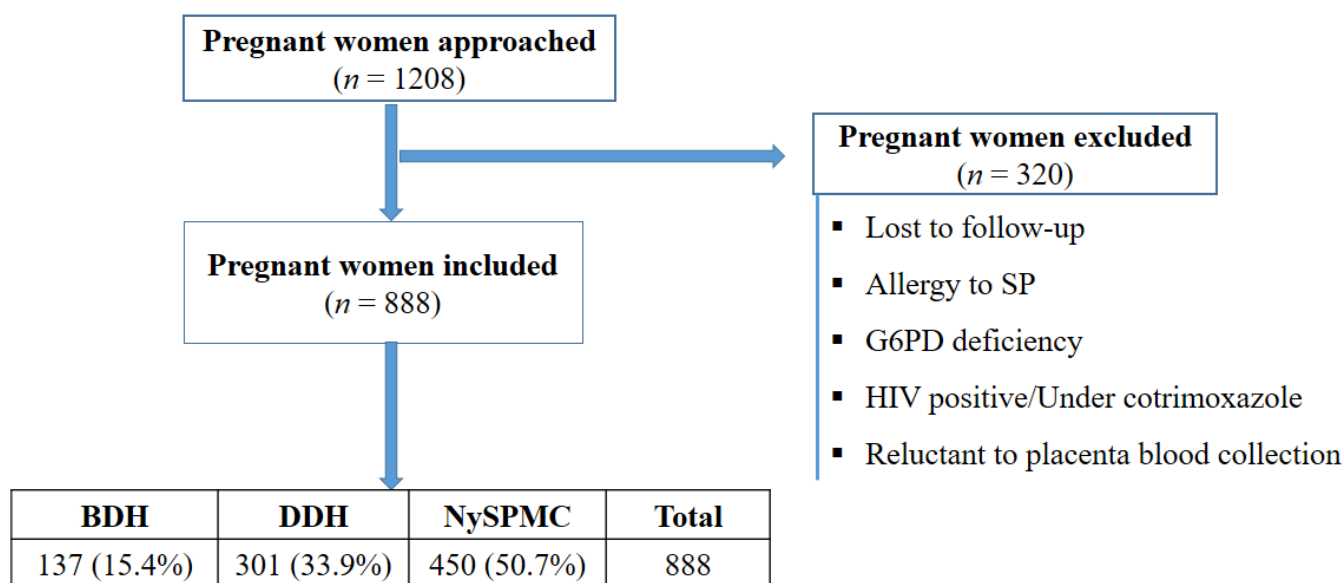 Pregnant women approached
(n = 1208)
Pregnant women excluded
(n = 320)
▪ Lost to follow-up
▪ Allergy to SP
▪ G6PD deficiency
▪ HIV positive/Under cotrimoxazole
▪ Reluctant to placenta blood collection
Pregnant women included
(n = 888)
BDH DDH NySPMC Total
137 (15.4%) 301 (33.9%) 450 (50.7%) 888